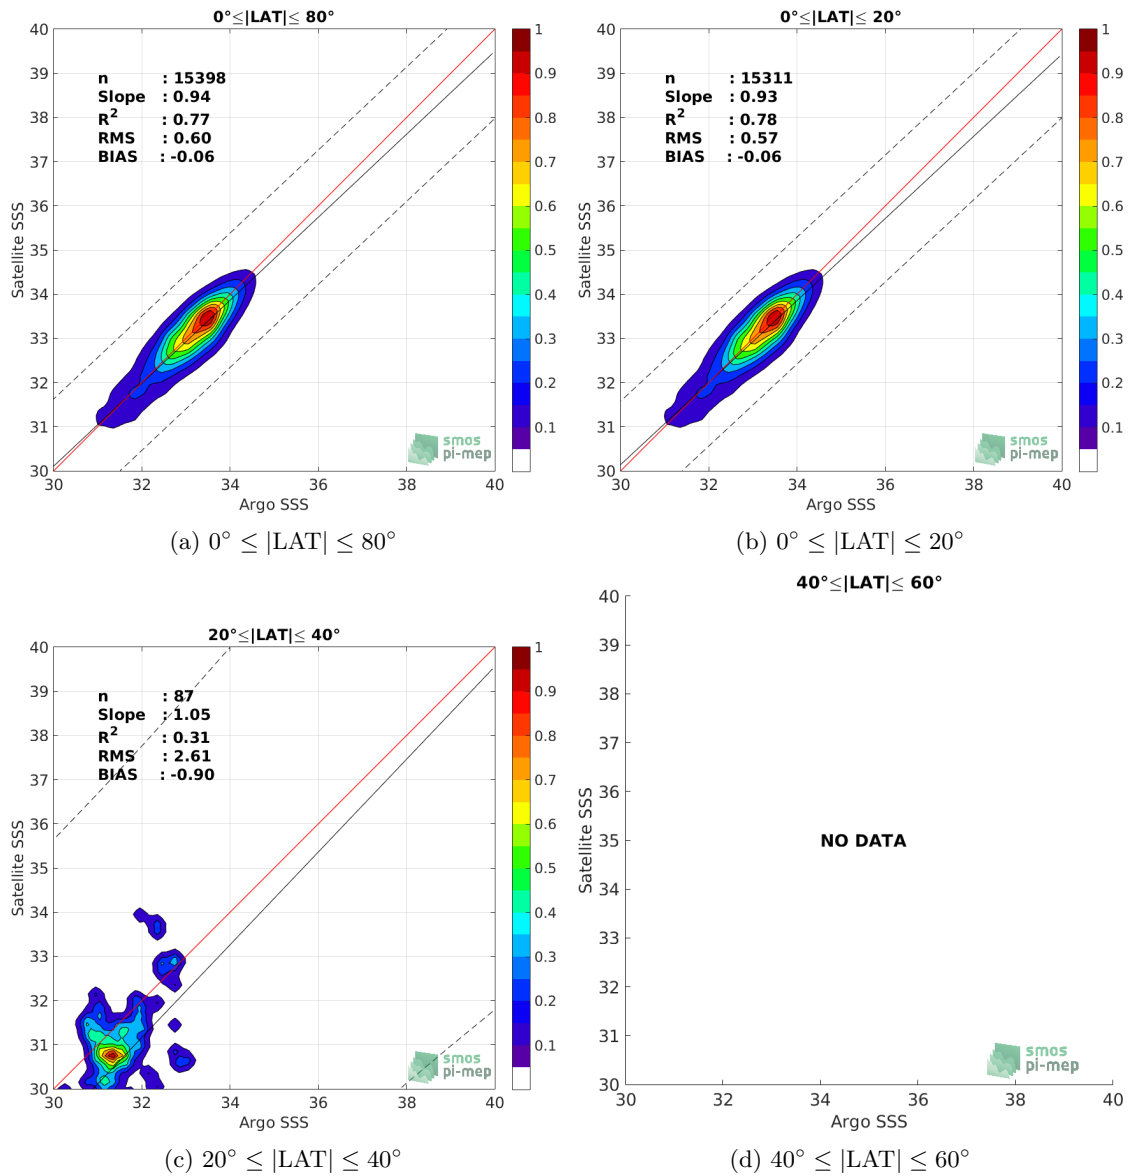 0°≤|LAT|≤ 80°
40
39
38
37
36
35
34
33
32
31
30
Satellite SSS
n : 15398
Slope : 0.94
R2 : 0.77
RMS : 0.60
BIAS : -0.06
smos
pi-mep
30 32 34 36 38 40
Argo SSS
1
0.9
0.8
0.7
0.6
0.5
0.4
0.3
0.2
0.1
(a) 0° ≤ |LAT| ≤ 80°
0°≤|LAT|≤ 20°
40
39
38
37
36
35
34
33
32
31
30
Satellite SSS
n : 15311
Slope : 0.93
R2 : 0.78
RMS : 0.57
BIAS : -0.06
smos
pi-mep
30 32 34 36 38 40
Argo SSS
1
0.9
0.8
0.7
0.6
0.5
0.4
0.3
0.2
0.1
(b) 0° ≤ |LAT| ≤ 20°
20°≤|LAT|≤ 40°
40
39
38
37
36
35
34
33
32
31
30
Satellite SSS
n : 87
Slope : 1.05
R2 : 0.31
RMS : 2.61
BIAS : -0.90
smos
pi-mep
30 32 34 36 38 40
Argo SSS
1
0.9
0.8
0.7
0.6
0.5
0.4
0.3
0.2
0.1
(c) 20° ≤ |LAT| ≤ 40°
40°≤|LAT|≤ 60°
40
39
38
37
36
35
34
33
32
31
30
Satellite SSS
NO DATA
smos
pi-mep
30 32 34 36 38 40
Argo SSS
(d) 40° ≤ |LAT| ≤ 60°